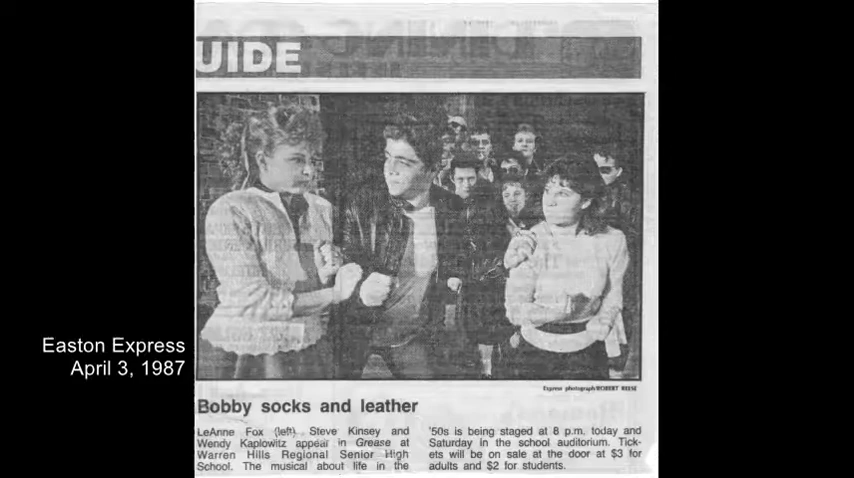 UIDE
Easton Express
April 3, 1987
Express photograph/ROBERT REESE
Bobby socks and leather
LeAnne Fox (left), Steve Kinsey and
Wendy Kaplowitz appear in Grease at
Warren Hills Regional Senior High
School. The musical about life in the
'50s is being staged at 8 p.m. today and
Saturday in the school auditorium. Tick-
ets will be on sale at the door at $3 for
adults and $2 for students.